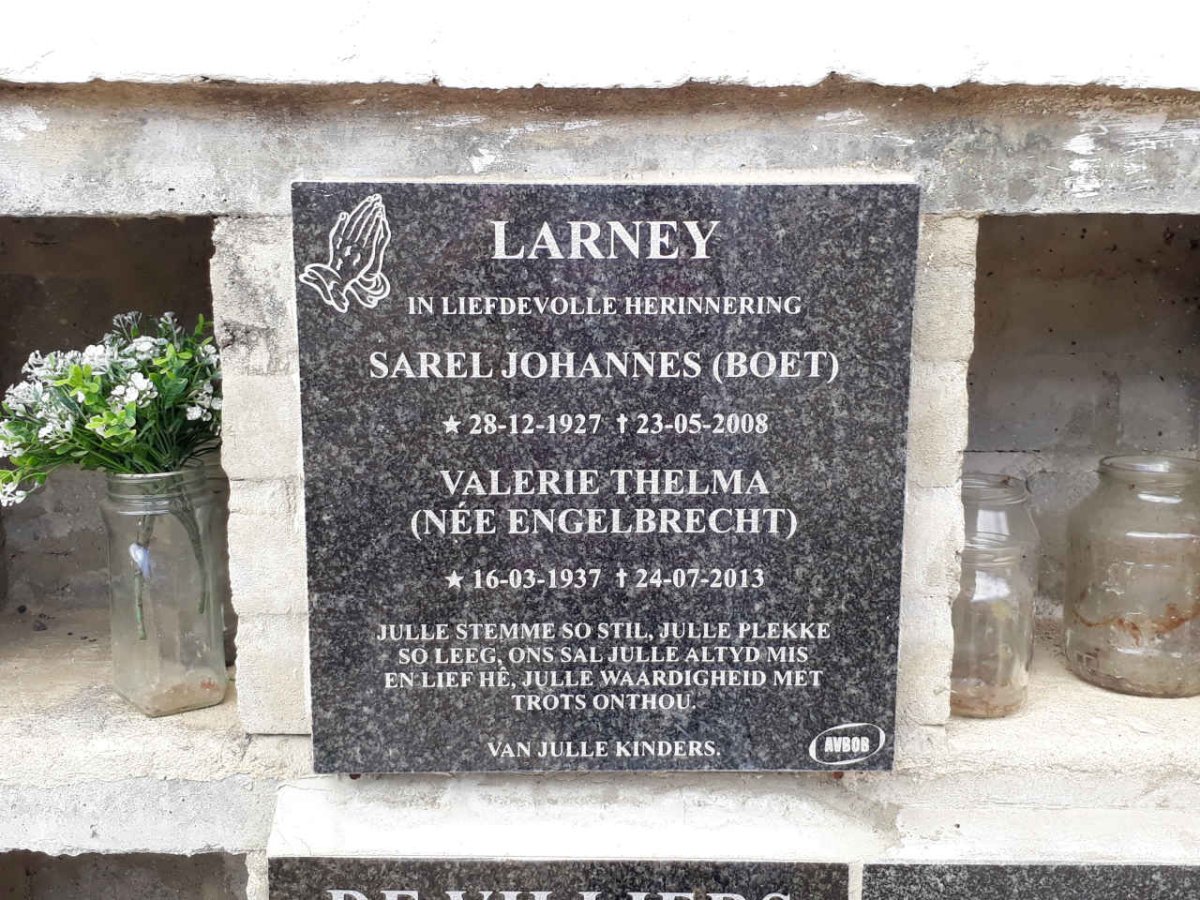 LARNEY
IN LIEFDEVOLLE HERINNERING
SAREL JOHANNES (BOET)
★ 28-12-1927 ✝ 23-05-2008
VALERIE THELMA
(NÉE ENGELBRECHT)
★ 16-03-1937 ✝ 24-07-2013
JULLE STEMME SO STIL, JULLE PLEKKE
SO LEEG, ONS SAL JULLE ALTYD MIS
EN LIEF HÊ, JULLE WAARDIGHEID MET
TROTS ONTHOU.
VAN JULLE KINDERS.
AVBOB
DE VILLIERS